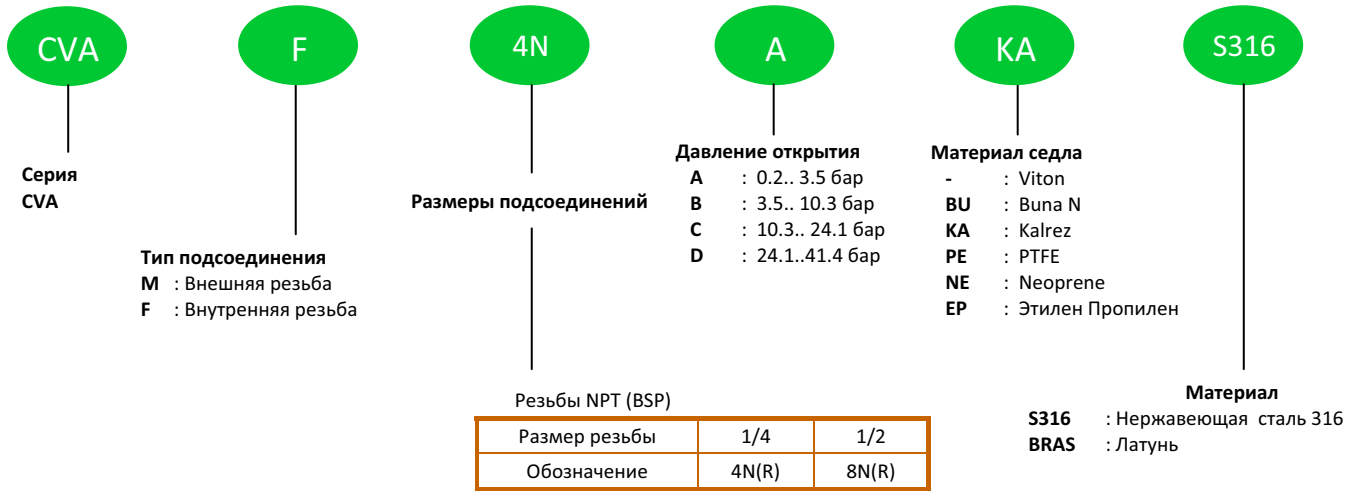 CVA F 4N A KA S316
Серия
CVA
Тип подсоединения
M : Внешняя резьба
F : Внутренняя резьба
Размеры подсоединений
Резьбы NPT (BSP)
Размер резьбы 1/4 1/2
Обозначение 4N(R) 8N(R)
Давление открытия
A : 0.2.. 3.5 бар
B : 3.5.. 10.3 бар
C : 10.3.. 24.1 бар
D : 24.1..41.4 бар
Материал седла
- : Viton
BU : Buna N
KA : Kalrez
PE : PTFE
NE : Neoprene
EP : Этилен Пропилен
Материал
S316 : Нержавеющая сталь 316
BRAS : Латунь